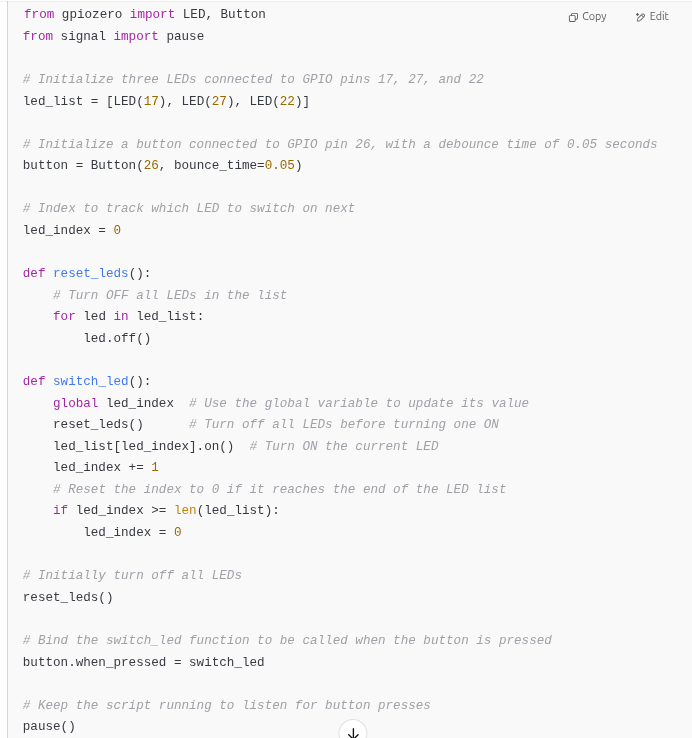 from gpiozero import LED, Button
Copy
Edit
from signal import pause
# Initialize three LEDs connected to GPIO pins 17, 27, and 22
led_list = [LED(17), LED(27), LED(22)]
# Initialize a button connected to GPIO pin 26, with a debounce time of 0.05 seconds
button = Button(26, bounce_time=0.05)
# Index to track which LED to switch on next
led_index = 0
def reset_leds():
    # Turn OFF all LEDs in the list
    for led in led_list:
        led.off()
def switch_led():
    global led_index  # Use the global variable to update its value
    reset_leds()      # Turn off all LEDs before turning one ON
    led_list[led_index].on()  # Turn ON the current LED
    led_index += 1
    # Reset the index to 0 if it reaches the end of the LED list
    if led_index >= len(led_list):
        led_index = 0
# Initially turn off all LEDs
reset_leds()
# Bind the switch_led function to be called when the button is pressed
button.when_pressed = switch_led
# Keep the script running to listen for button presses
pause()